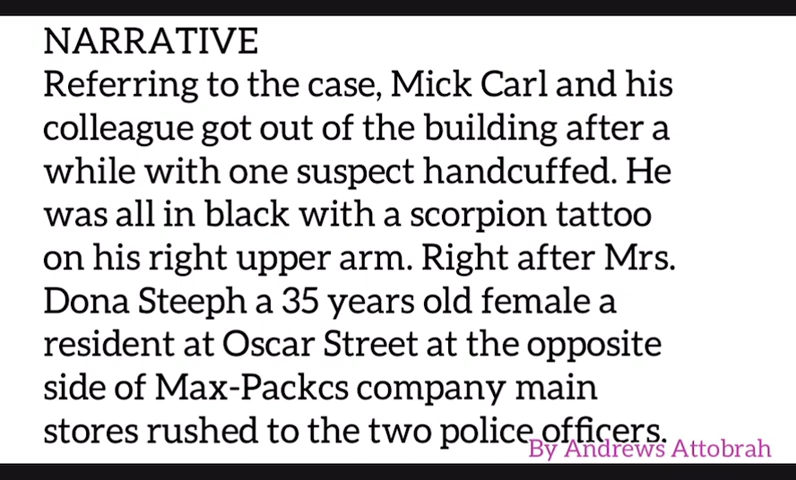 NARRATIVE
Referring to the case, Mick Carl and his
colleague got out of the building after a
while with one suspect handcuffed. He
was all in black with a scorpion tattoo
on his right upper arm. Right after Mrs.
Dona Steeph a 35 years old female a
resident at Oscar Street at the opposite
side of Max-Packcs company main
stores rushed to the two police officers.
By Andrews Attobrah